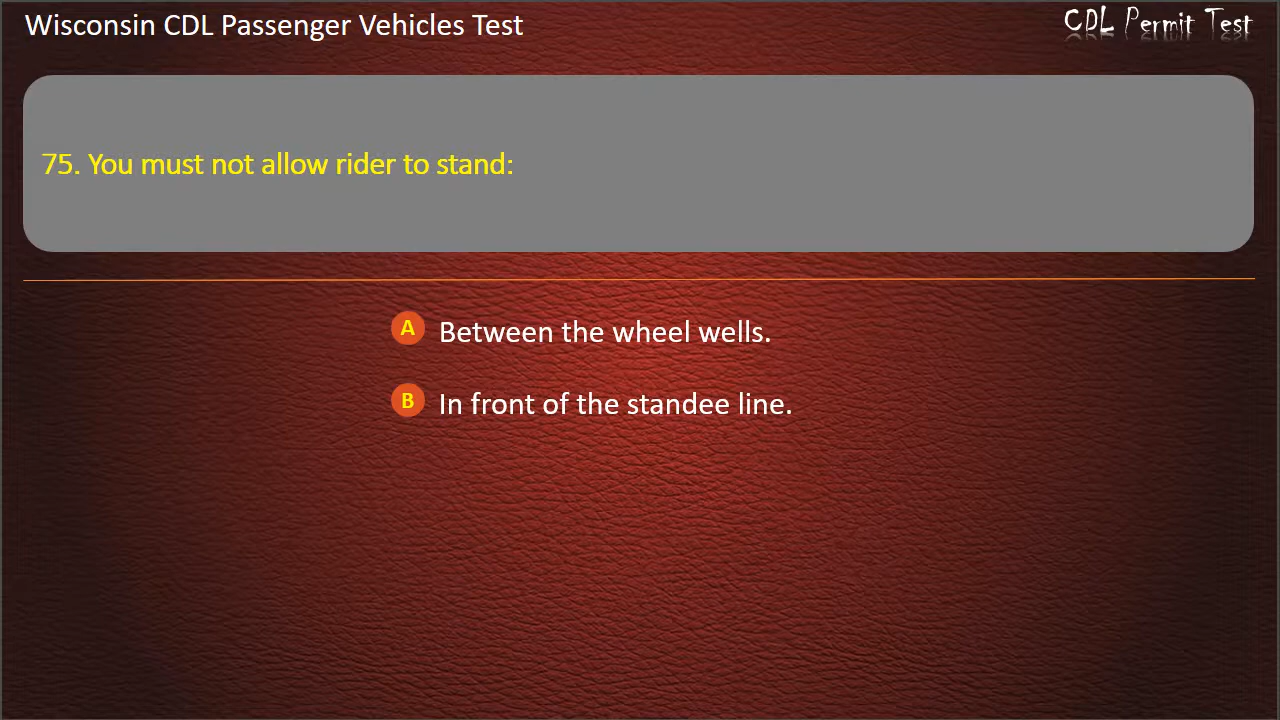 Wisconsin CDL Passenger Vehicles Test
CDL Permit Test
75. You must not allow rider to stand:
A Between the wheel wells.
B In front of the standee line.